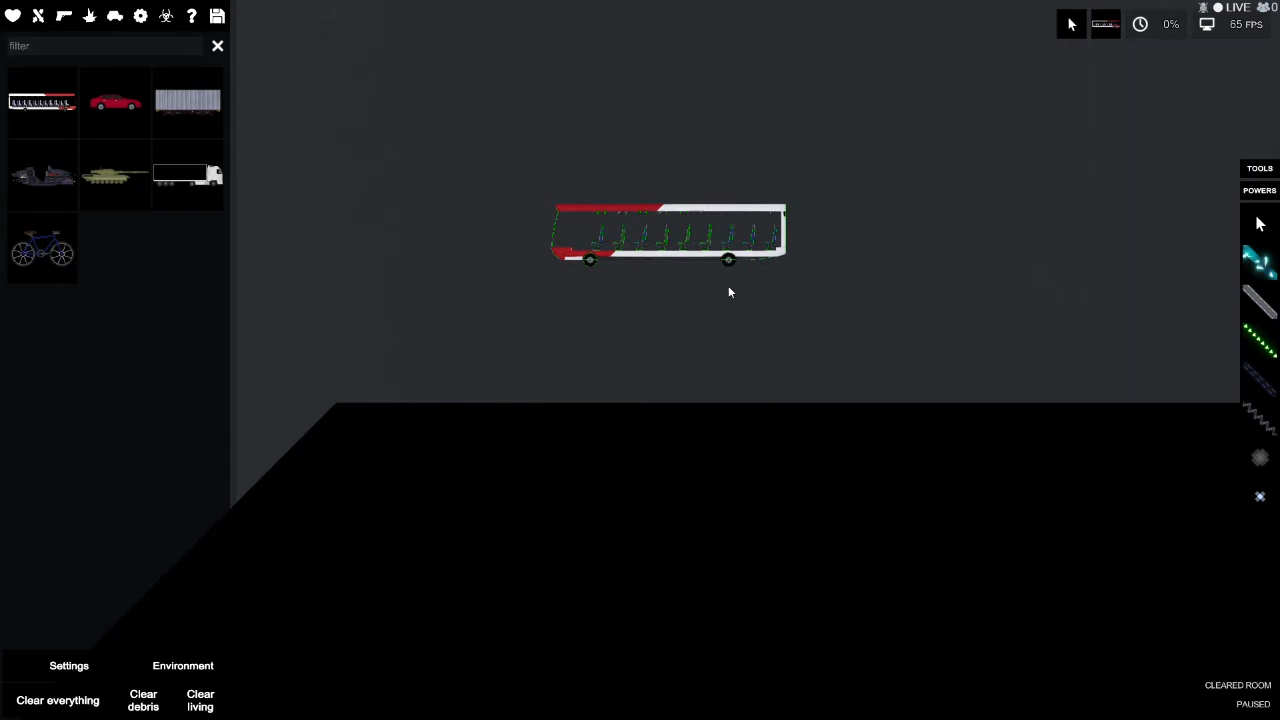 LIVE 0
filter
0%
65 FPS
TOOLS
POWERS
Settings
Environment
Clear everything
Clear debris
Clear living
CLEARED ROOM
PAUSED